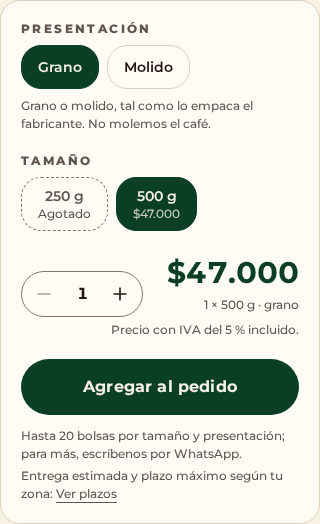 PRESENTACIÓN
Grano Molido
Grano o molido, tal como lo empaca el
fabricante. No molemos el café.
TAMAÑO
250 g 500 g
Agotado $47.000
$47.000
— 1 +
1 × 500 g · grano
Precio con IVA del 5 % incluido.
Agregar al pedido
Hasta 20 bolsas por tamaño y presentación;
para más, escríbenos por WhatsApp.
Entrega estimada y plazo máximo según tu
zona: Ver plazos